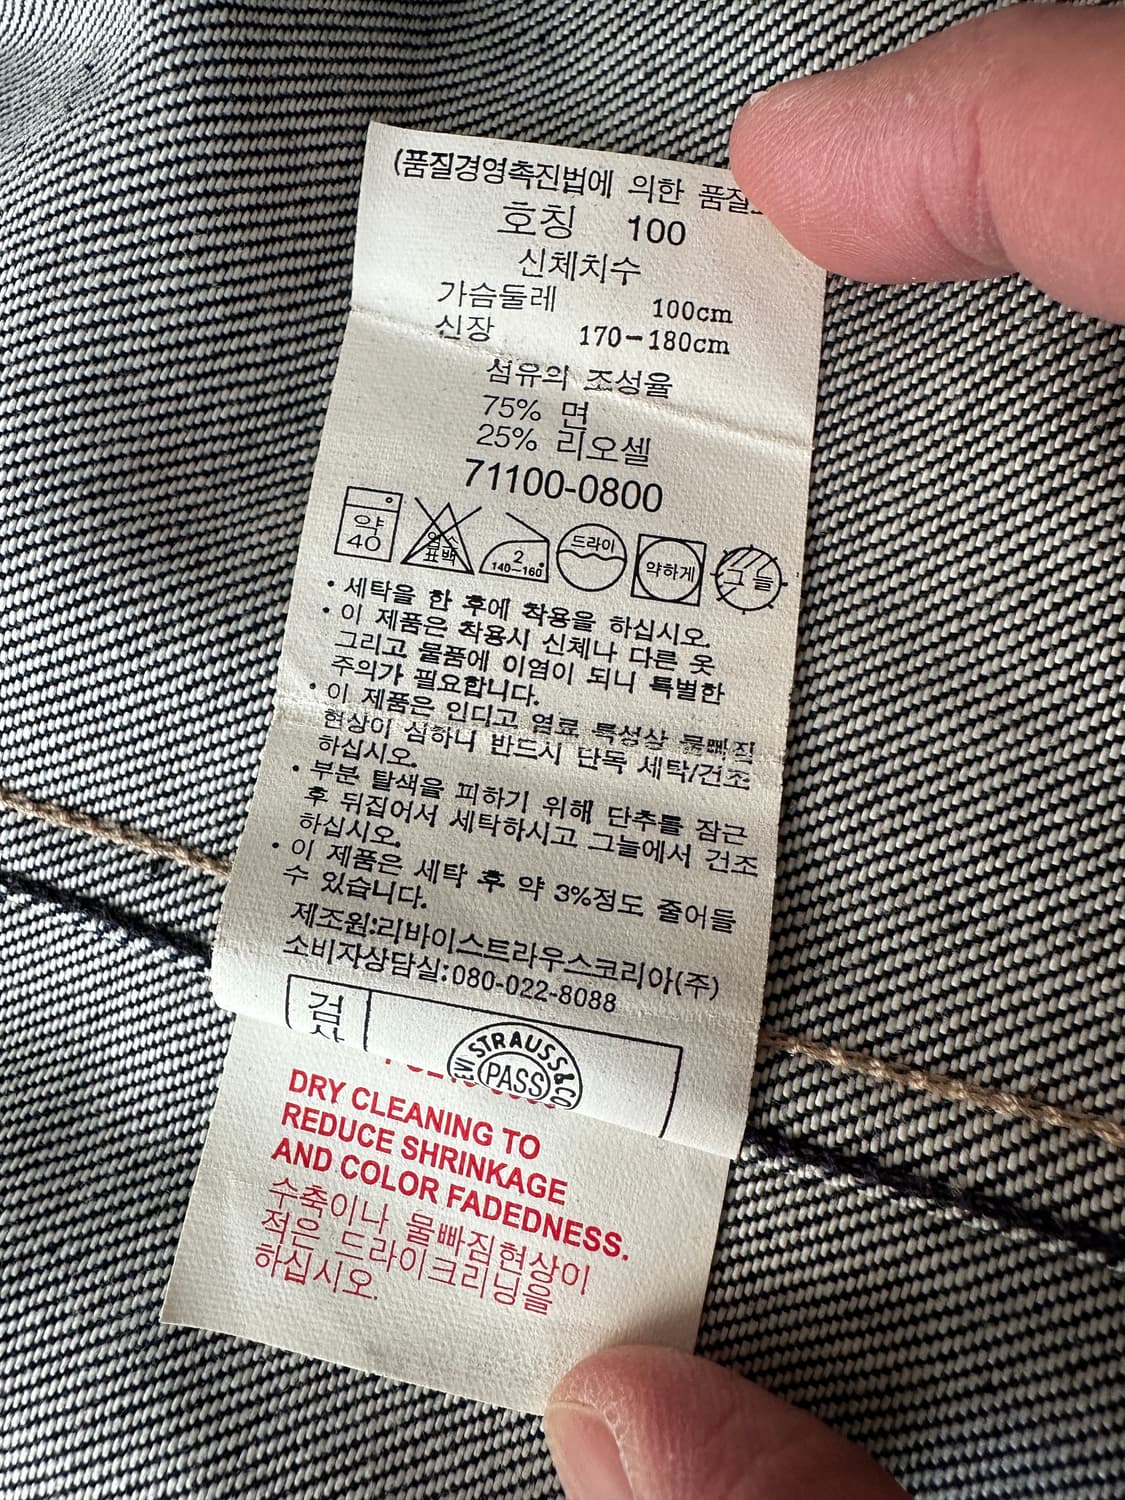 (품질경영촉진법에 의한
호칭 100
신체치수
가슴둘레 100cm
신장 170-180cm
섬유의 조성율
75% 면
25% 리오셀
71100-0800
약 40
염소 표백
2 140-160°
드라이
약하게
그늘
• 세탁을 한 후에 착용을 하십시오.
• 이 제품은 착용시 신체나 다른 옷
그리고 물품에 이염이 되니 특별한
주의가 필요합니다.
• 이 제품은 인디고 염료 특성상 물빠짐
현상이 심하니 반드시 단독 세탁/건조
하십시오.
• 부분 탈색을 피하기 위해 단추를 잠근
후 뒤집어서 세탁하시고 그늘에서 건조
하십시오.
• 이 제품은 세탁 후 약 3%정도 줄어들
수 있습니다.
제조원:리바이스트라우스코리아(주)
소비자상담실:080-022-8088
검
STRAUSS & CO
PASS
DRY CLEANING TO
REDUCE SHRINKAGE
AND COLOR FADEDNESS.
수축이나 물빠짐현상이
적은 드라이크리닝을
하십시오.